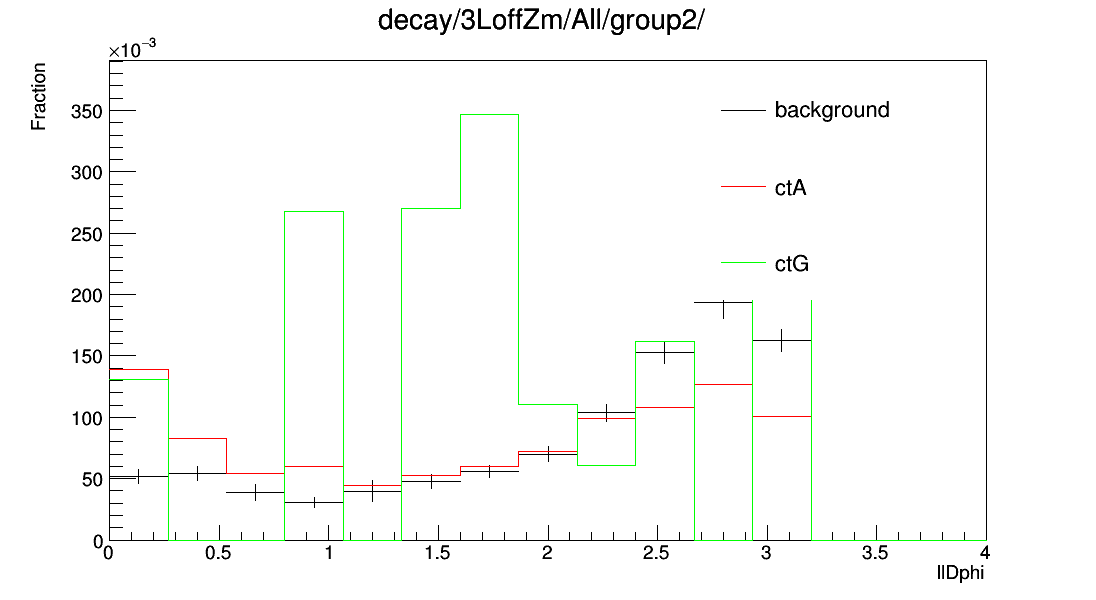 decay/3LoffZm/All/group2/
×10⁻³
Fraction
350
300
250
200
150
100
50
0
background
ctA
ctG
0 0.5 1 1.5 2 2.5 3 3.5 4
llDphi